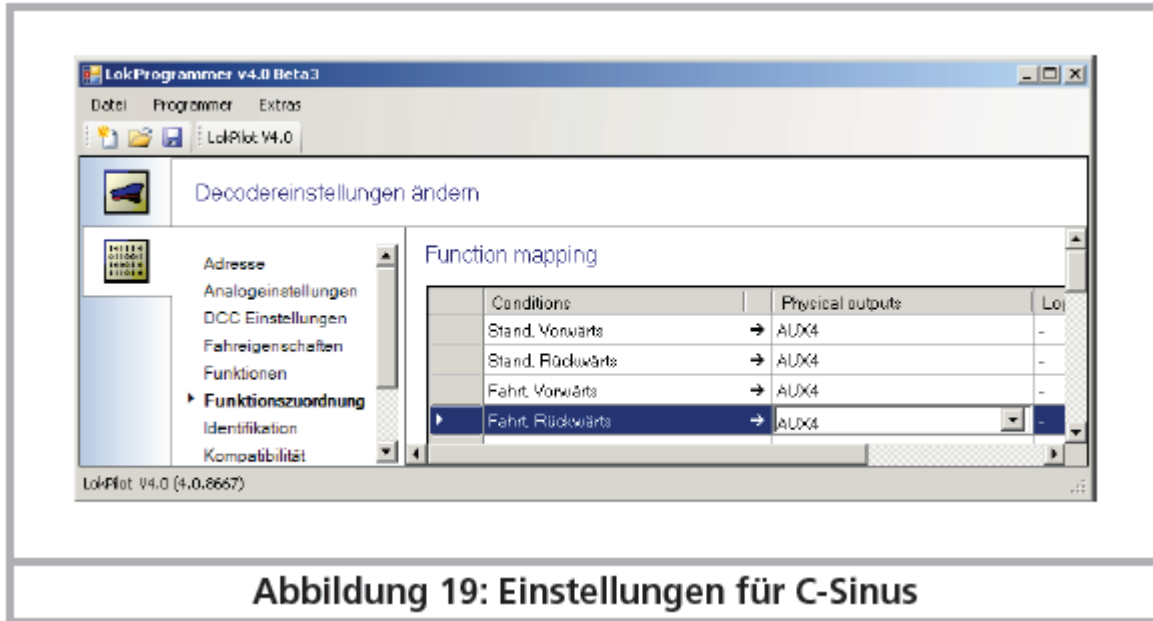 LokProgrammer v4.0 Beta3
Datei Programmer Extras
LokPilot V4.0
Decodereinstellungen ändern
Adresse
Analogeinstellungen
DCC Einstellungen
Fahreigenschaften
Funktionen
Funktionszuordnung
Identifikation
Kompatibilität
Function mapping
Conditions Physical outputs Log
Stand, Vorwärts → AUX4 -
Stand, Rückwärts → AUX4 -
Fahrt, Vorwärts → AUX4 -
Fahrt, Rückwärts → AUX4 -
LokPilot V4.0 (4.0.8667)
Abbildung 19: Einstellungen für C-Sinus